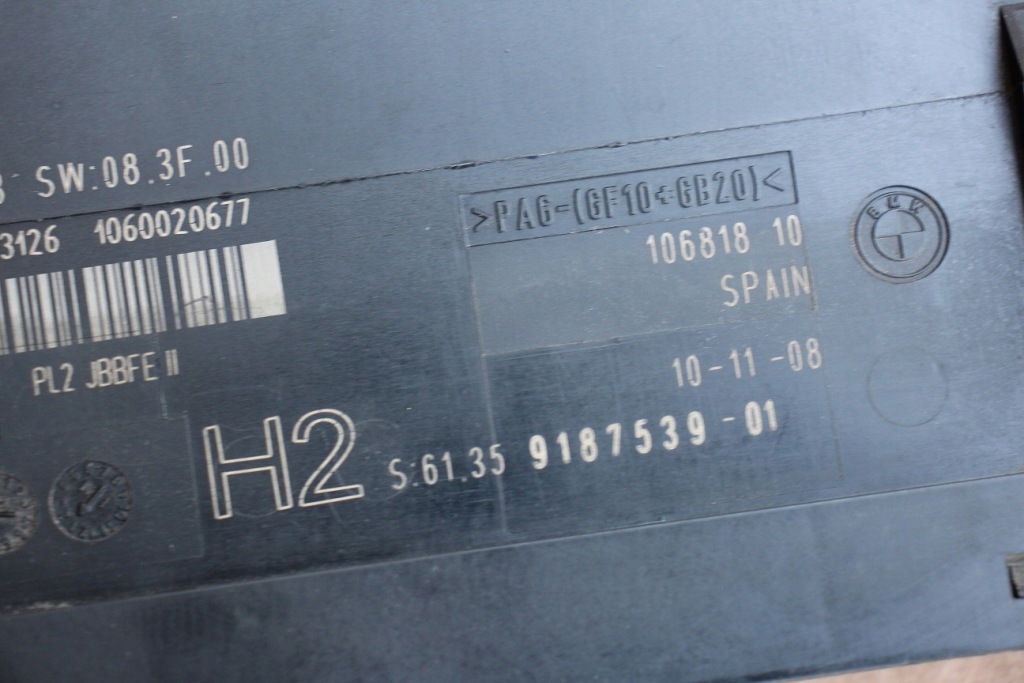 SW:08.3F.00
3126 1060020677
PL2 JBBFE II
H2
>PA6-(GF10+GB20)<
106818 10
SPAIN
10-11-08
S:61.35 9187539-01
BMW